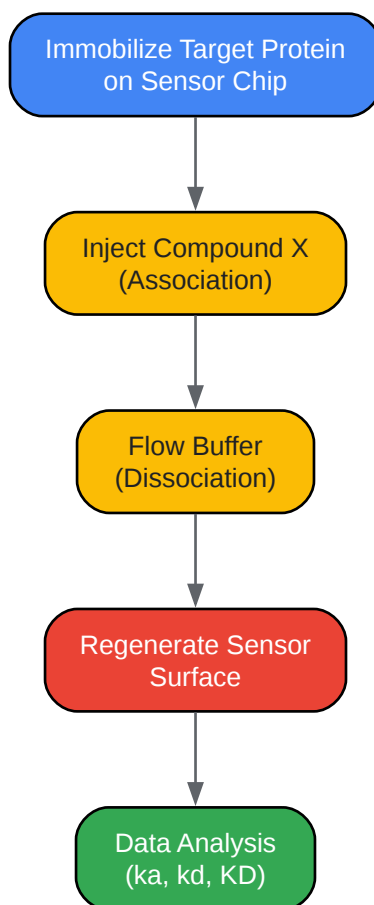 Immobilize Target Protein
on Sensor Chip
Inject Compound X
(Association)
Flow Buffer
(Dissociation)
Regenerate Sensor
Surface
Data Analysis
(ka, kd, KD)